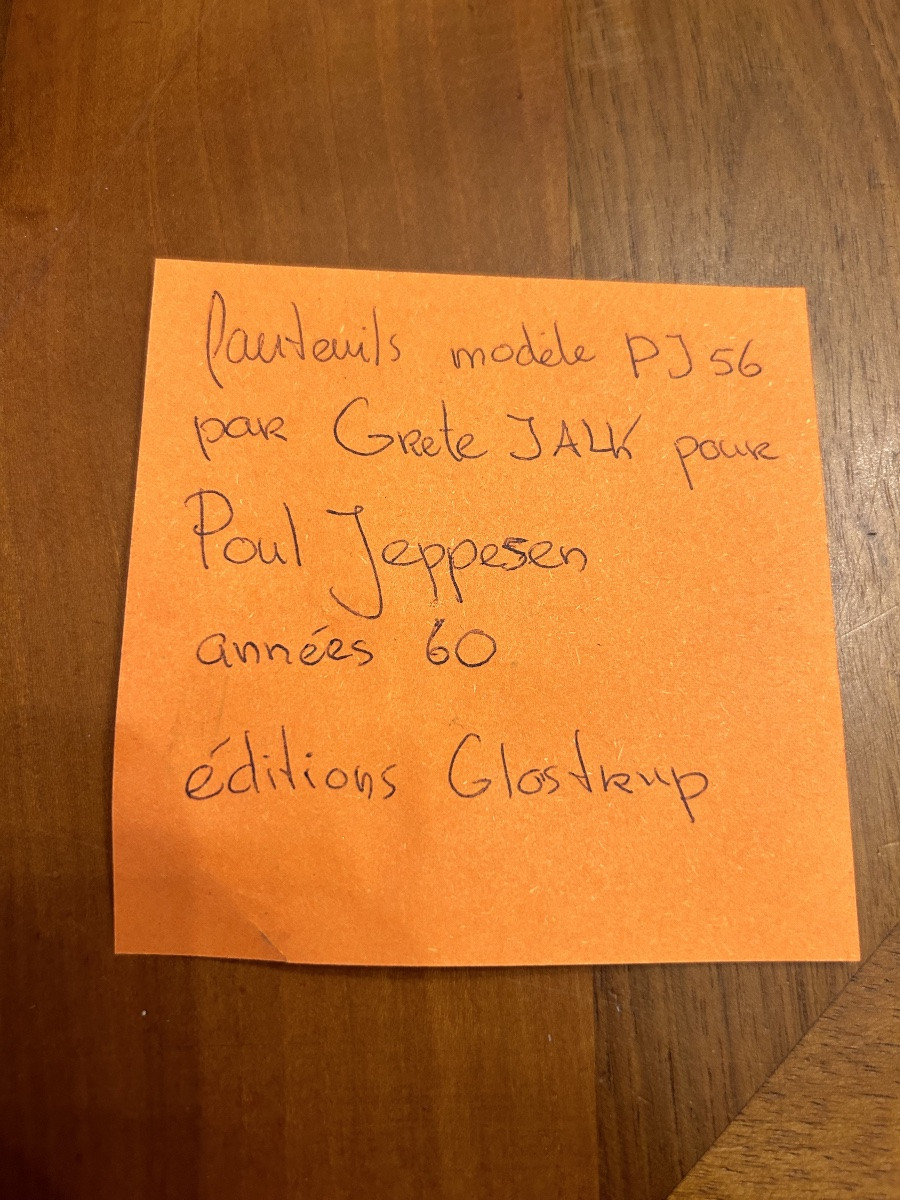 fauteuils modèle PJ 56
par Grete JALK pour
Poul Jeppesen
années 60
éditions Glostrup